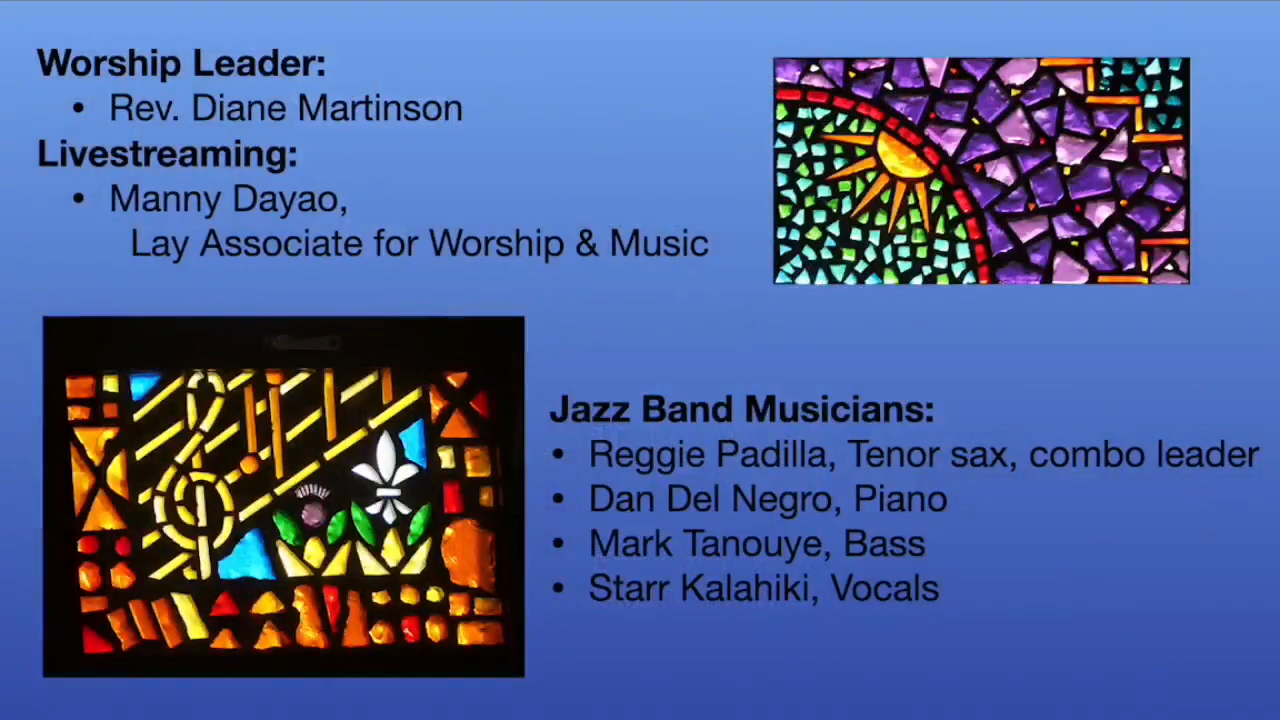 Worship Leader:
• Rev. Diane Martinson
Livestreaming:
• Manny Dayao,
Lay Associate for Worship & Music
Jazz Band Musicians:
• Reggie Padilla, Tenor sax, combo leader
• Dan Del Negro, Piano
• Mark Tanouye, Bass
• Starr Kalahiki, Vocals